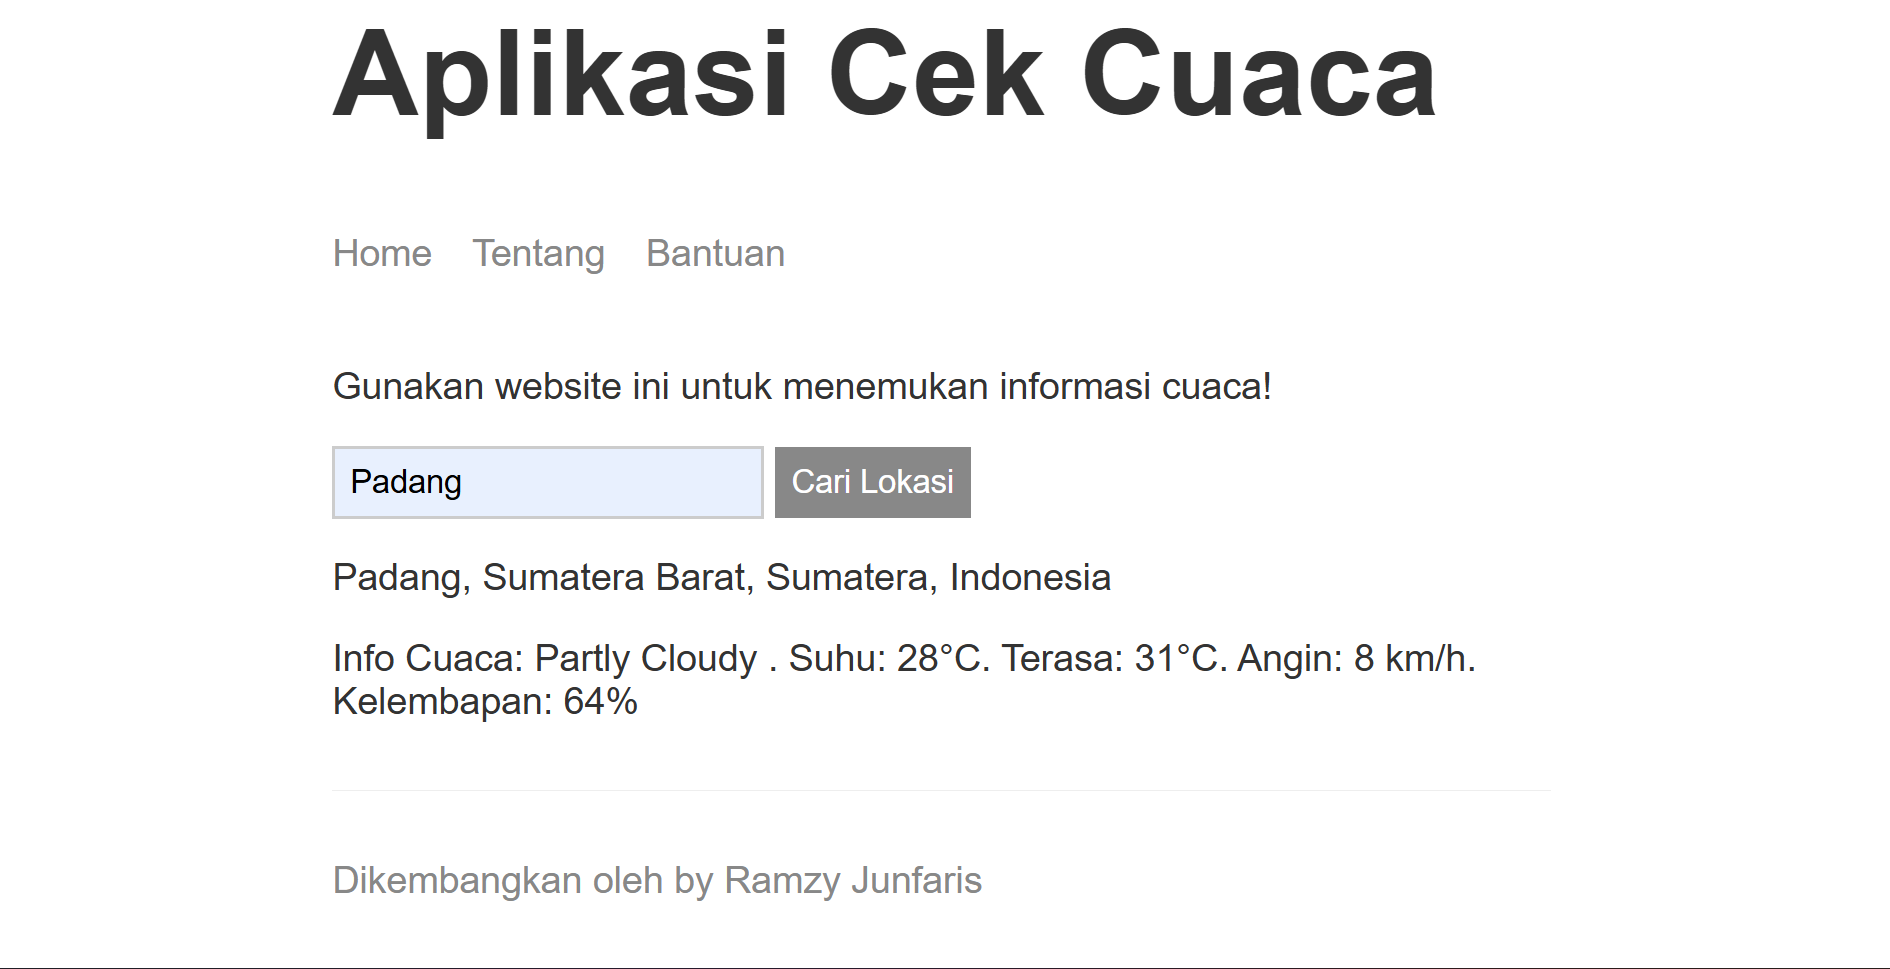 Aplikasi Cek Cuaca
Home Tentang Bantuan
Gunakan website ini untuk menemukan informasi cuaca!
Padang Cari Lokasi
Padang, Sumatera Barat, Sumatera, Indonesia
Info Cuaca: Partly Cloudy . Suhu: 28°C. Terasa: 31°C. Angin: 8 km/h.
Kelembapan: 64%
Dikembangkan oleh by Ramzy Junfaris